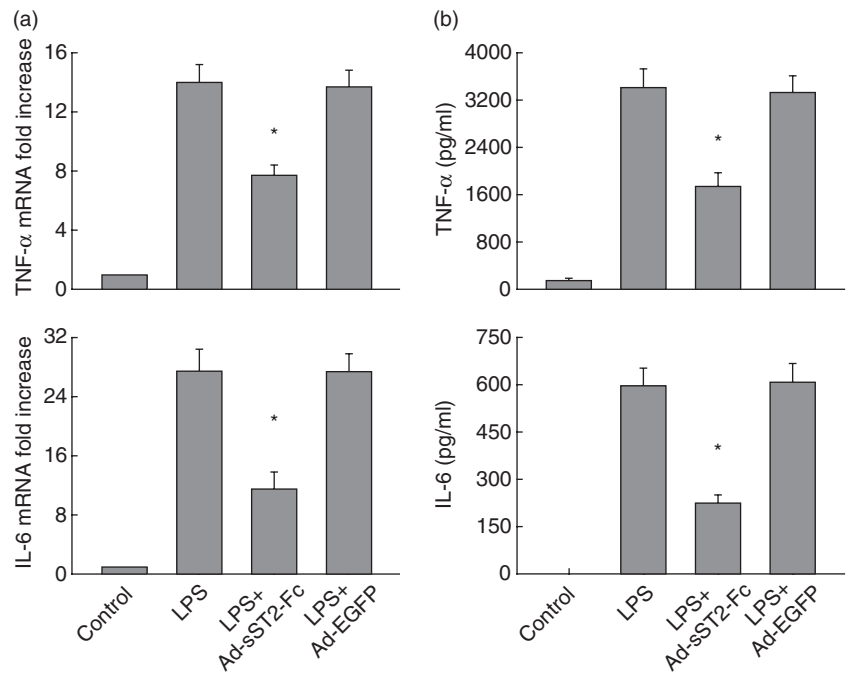 (a)
TNF-α mRNA fold increase
16
12
8
4
0
*
IL-6 mRNA fold increase
32
24
16
8
0
*
Control
LPS
LPS+
Ad-sST2-Fc
LPS+
Ad-EGFP
(b)
TNF-α (pg/ml)
4000
3200
2400
1600
800
0
*
IL-6 (pg/ml)
750
600
450
300
150
0
*
Control
LPS
LPS+
Ad-sST2-Fc
LPS+
Ad-EGFP